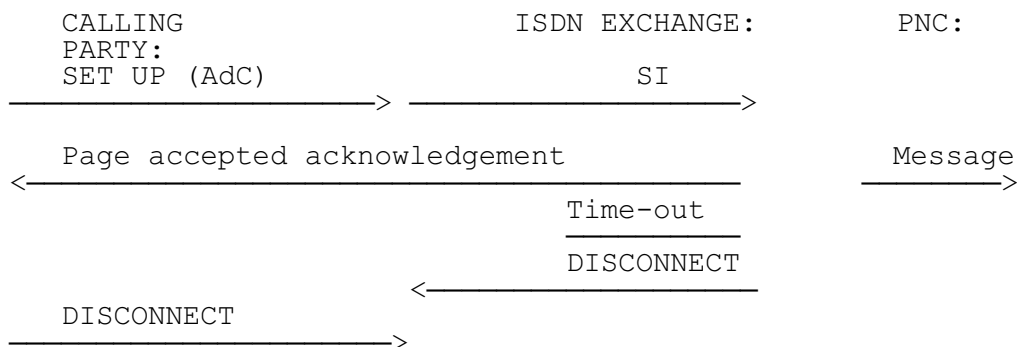 CALLING ISDN EXCHANGE: PNC:
PARTY:
SET UP (AdC) SI
Page accepted acknowledgement Message
Time-out
DISCONNECT
DISCONNECT